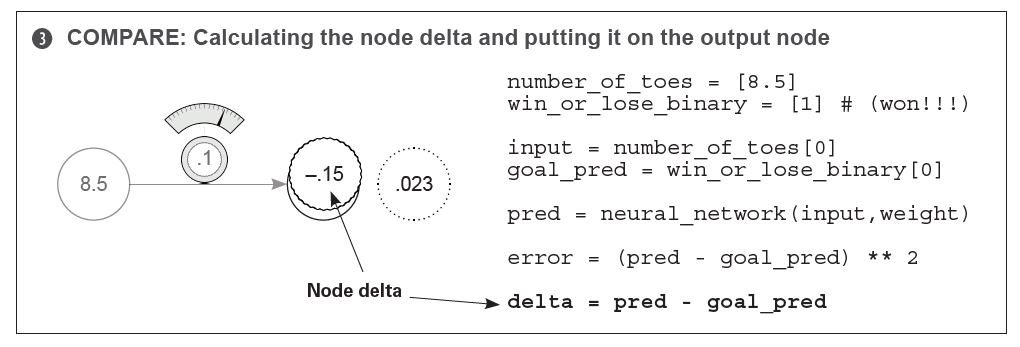 3 COMPARE: Calculating the node delta and putting it on the output node
number_of_toes = [8.5]
win_or_lose_binary = [1] # (won!!!)
input = number_of_toes[0]
goal_pred = win_or_lose_binary[0]
pred = neural_network(input,weight)
error = (pred - goal_pred) ** 2
delta = pred - goal_pred
.1
8.5
–.15
.023
Node delta